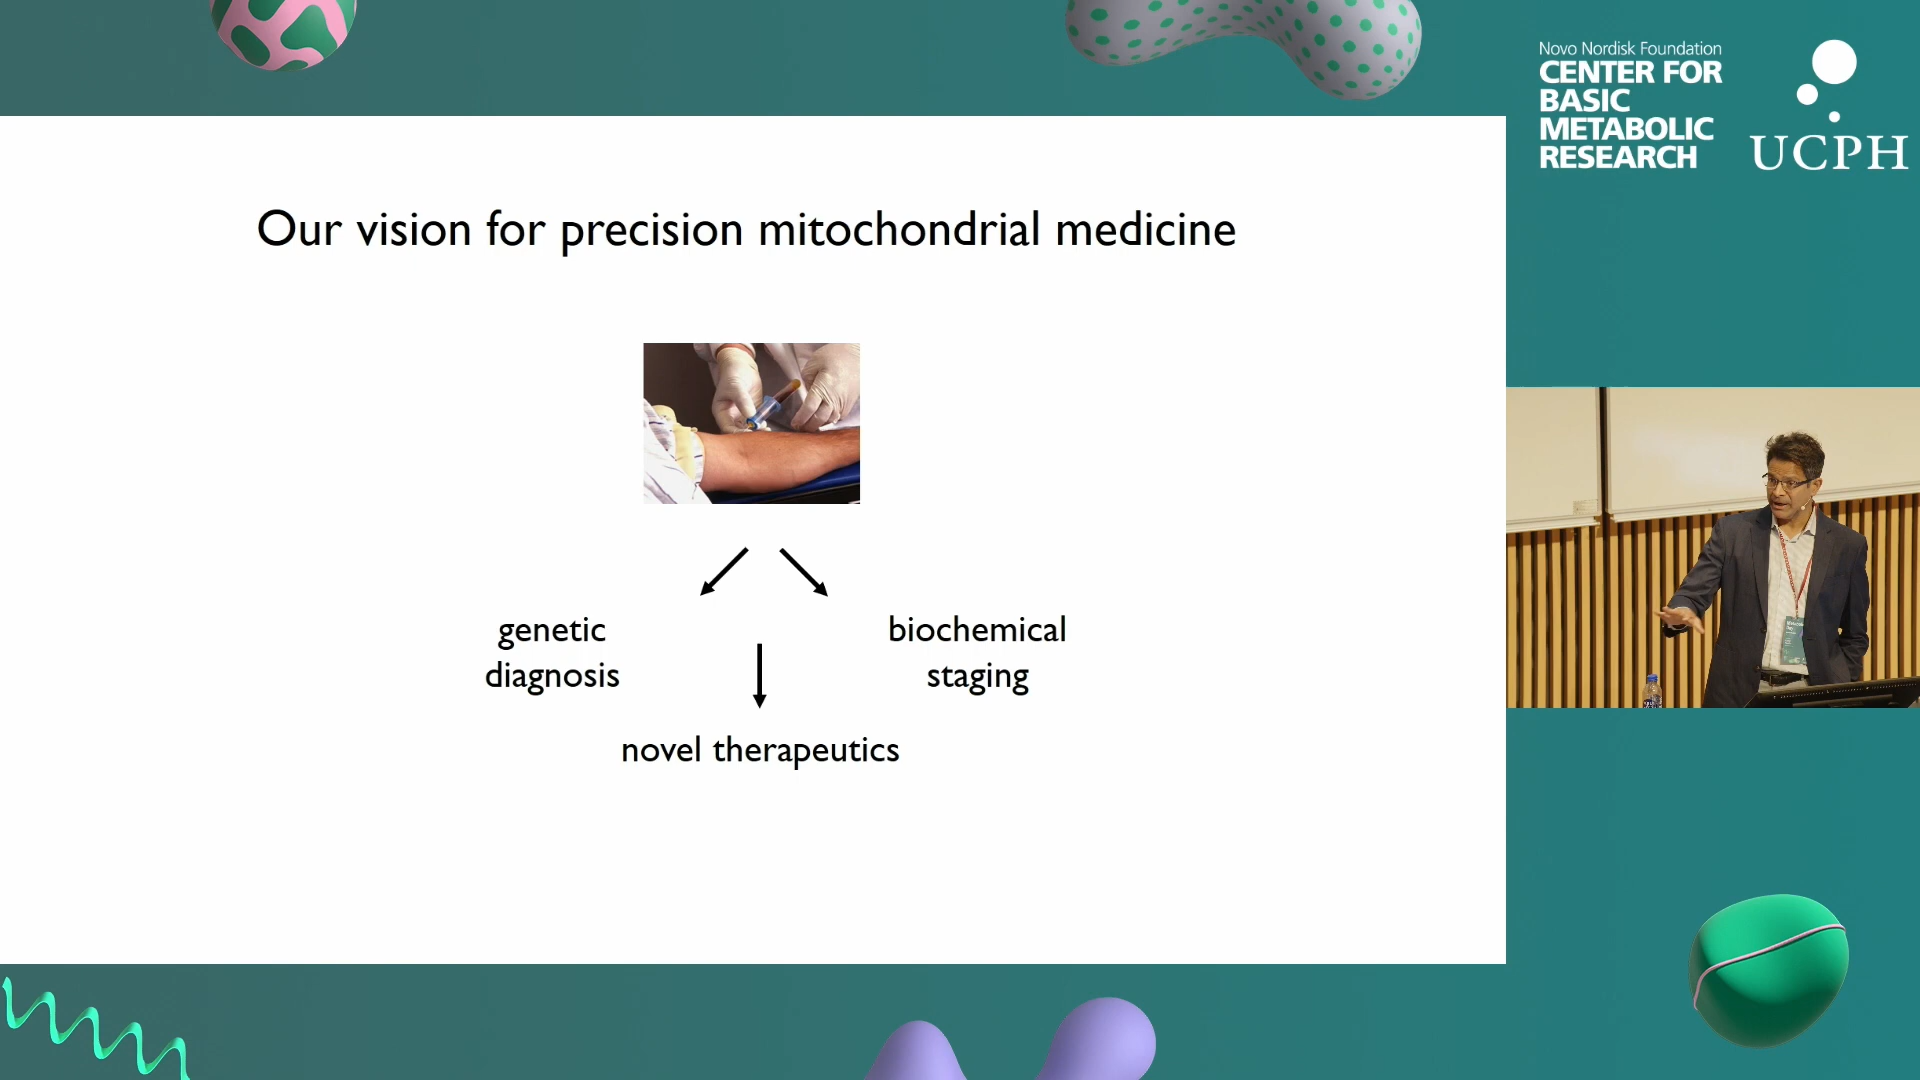 Novo Nordisk Foundation
CENTER FOR
BASIC
METABOLIC
RESEARCH
UCPH
Our vision for precision mitochondrial medicine
genetic
diagnosis
biochemical
staging
novel therapeutics